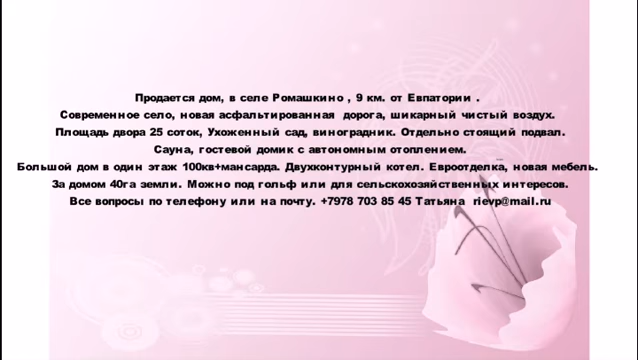 Продается дом, в селе Ромашкино , 9 км. от Евпатории .
Современное село, новая асфальтированная дорога, шикарный чистый воздух.
Площадь двора 25 соток, Ухоженный сад, виноградник. Отдельно стоящий подвал.
Сауна, гостевой домик с автономным отоплением.
Большой дом в один этаж 100кв+мансарда. Двухконтурный котел. Евроотделка, новая мебель.
За домом 40га земли. Можно под гольф или для сельскохозяйственных интересов.
Все вопросы по телефону или на почту. +7978 703 85 45 Татьяна rievp@mail.ru